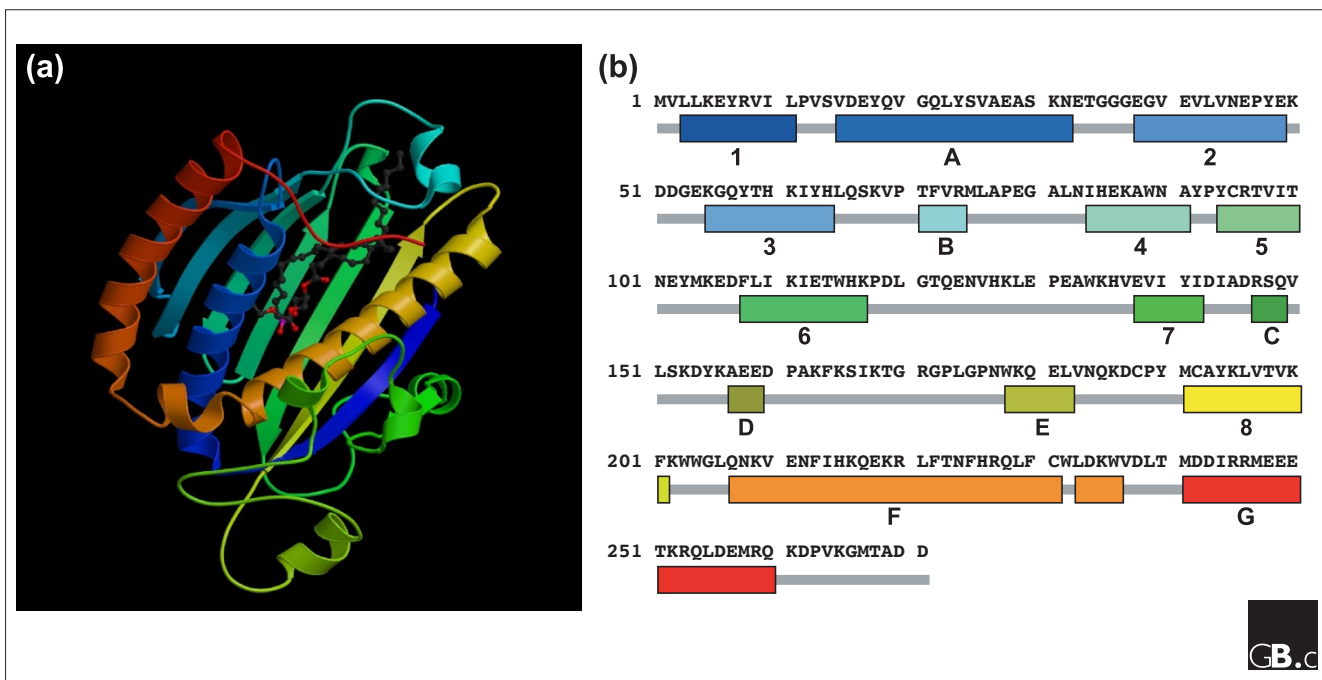 (a)
(b)
1 MVLLKEYRVI LPVSVDEYQV GQLYSVAEAS KNETGGGEGV EVLVNEPYEK
1 A 2
51 DDGEKGQYTH KIYHLQSKVP TFVRMLAPEG ALNIHEKAWN AYPYCRTVIT
3 B 4 5
101 NEYMKEDFLI KIETWHKPDL GTQENVHKLE PEAWKHVEVI YIDIADRSQV
6 7 C
151 LSKDYKAEED PAKFKSIKTG RGPLGPNWKQ ELVNQKDCPY MCAYKLVTVK
D E 8
201 FKWWGLQNKV ENFIHKQEKR LFTNFHRQLF CWLDKWVDLT MDDIRRMEEE
F G
251 TKRQLDEMRQ KDPVKGMTAD D
GB.c